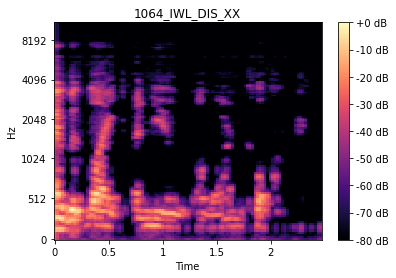 1064_IWL_DIS_XX
Hz
8192
4096
2048
1024
512
0
0
0.5
1
1.5
2
Time
+0 dB
-10 dB
-20 dB
-30 dB
-40 dB
-50 dB
-60 dB
-70 dB
-80 dB